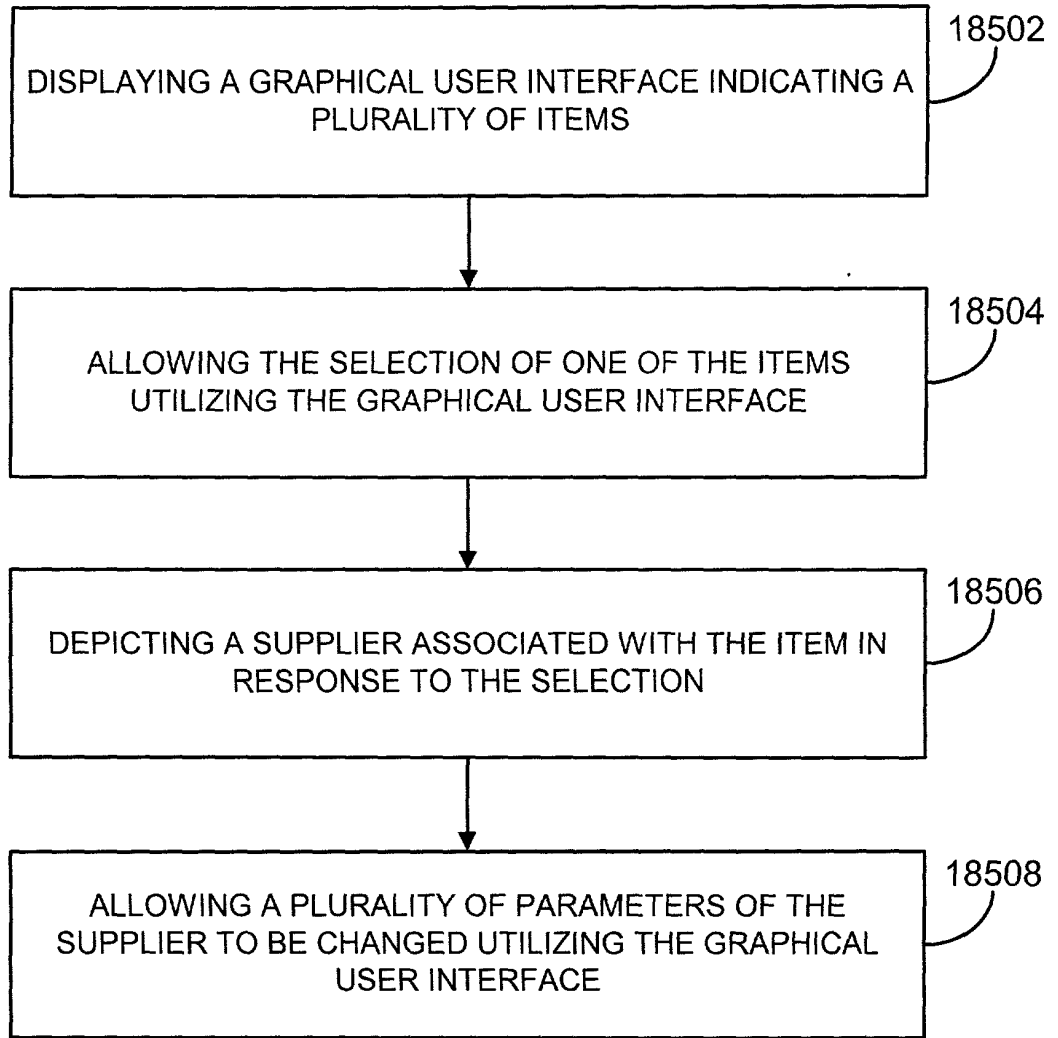 18502
DISPLAYING A GRAPHICAL USER INTERFACE INDICATING A
PLURALITY OF ITEMS
18504
ALLOWING THE SELECTION OF ONE OF THE ITEMS
UTILIZING THE GRAPHICAL USER INTERFACE
18506
DEPICTING A SUPPLIER ASSOCIATED WITH THE ITEM IN
RESPONSE TO THE SELECTION
18508
ALLOWING A PLURALITY OF PARAMETERS OF THE
SUPPLIER TO BE CHANGED UTILIZING THE GRAPHICAL
USER INTERFACE